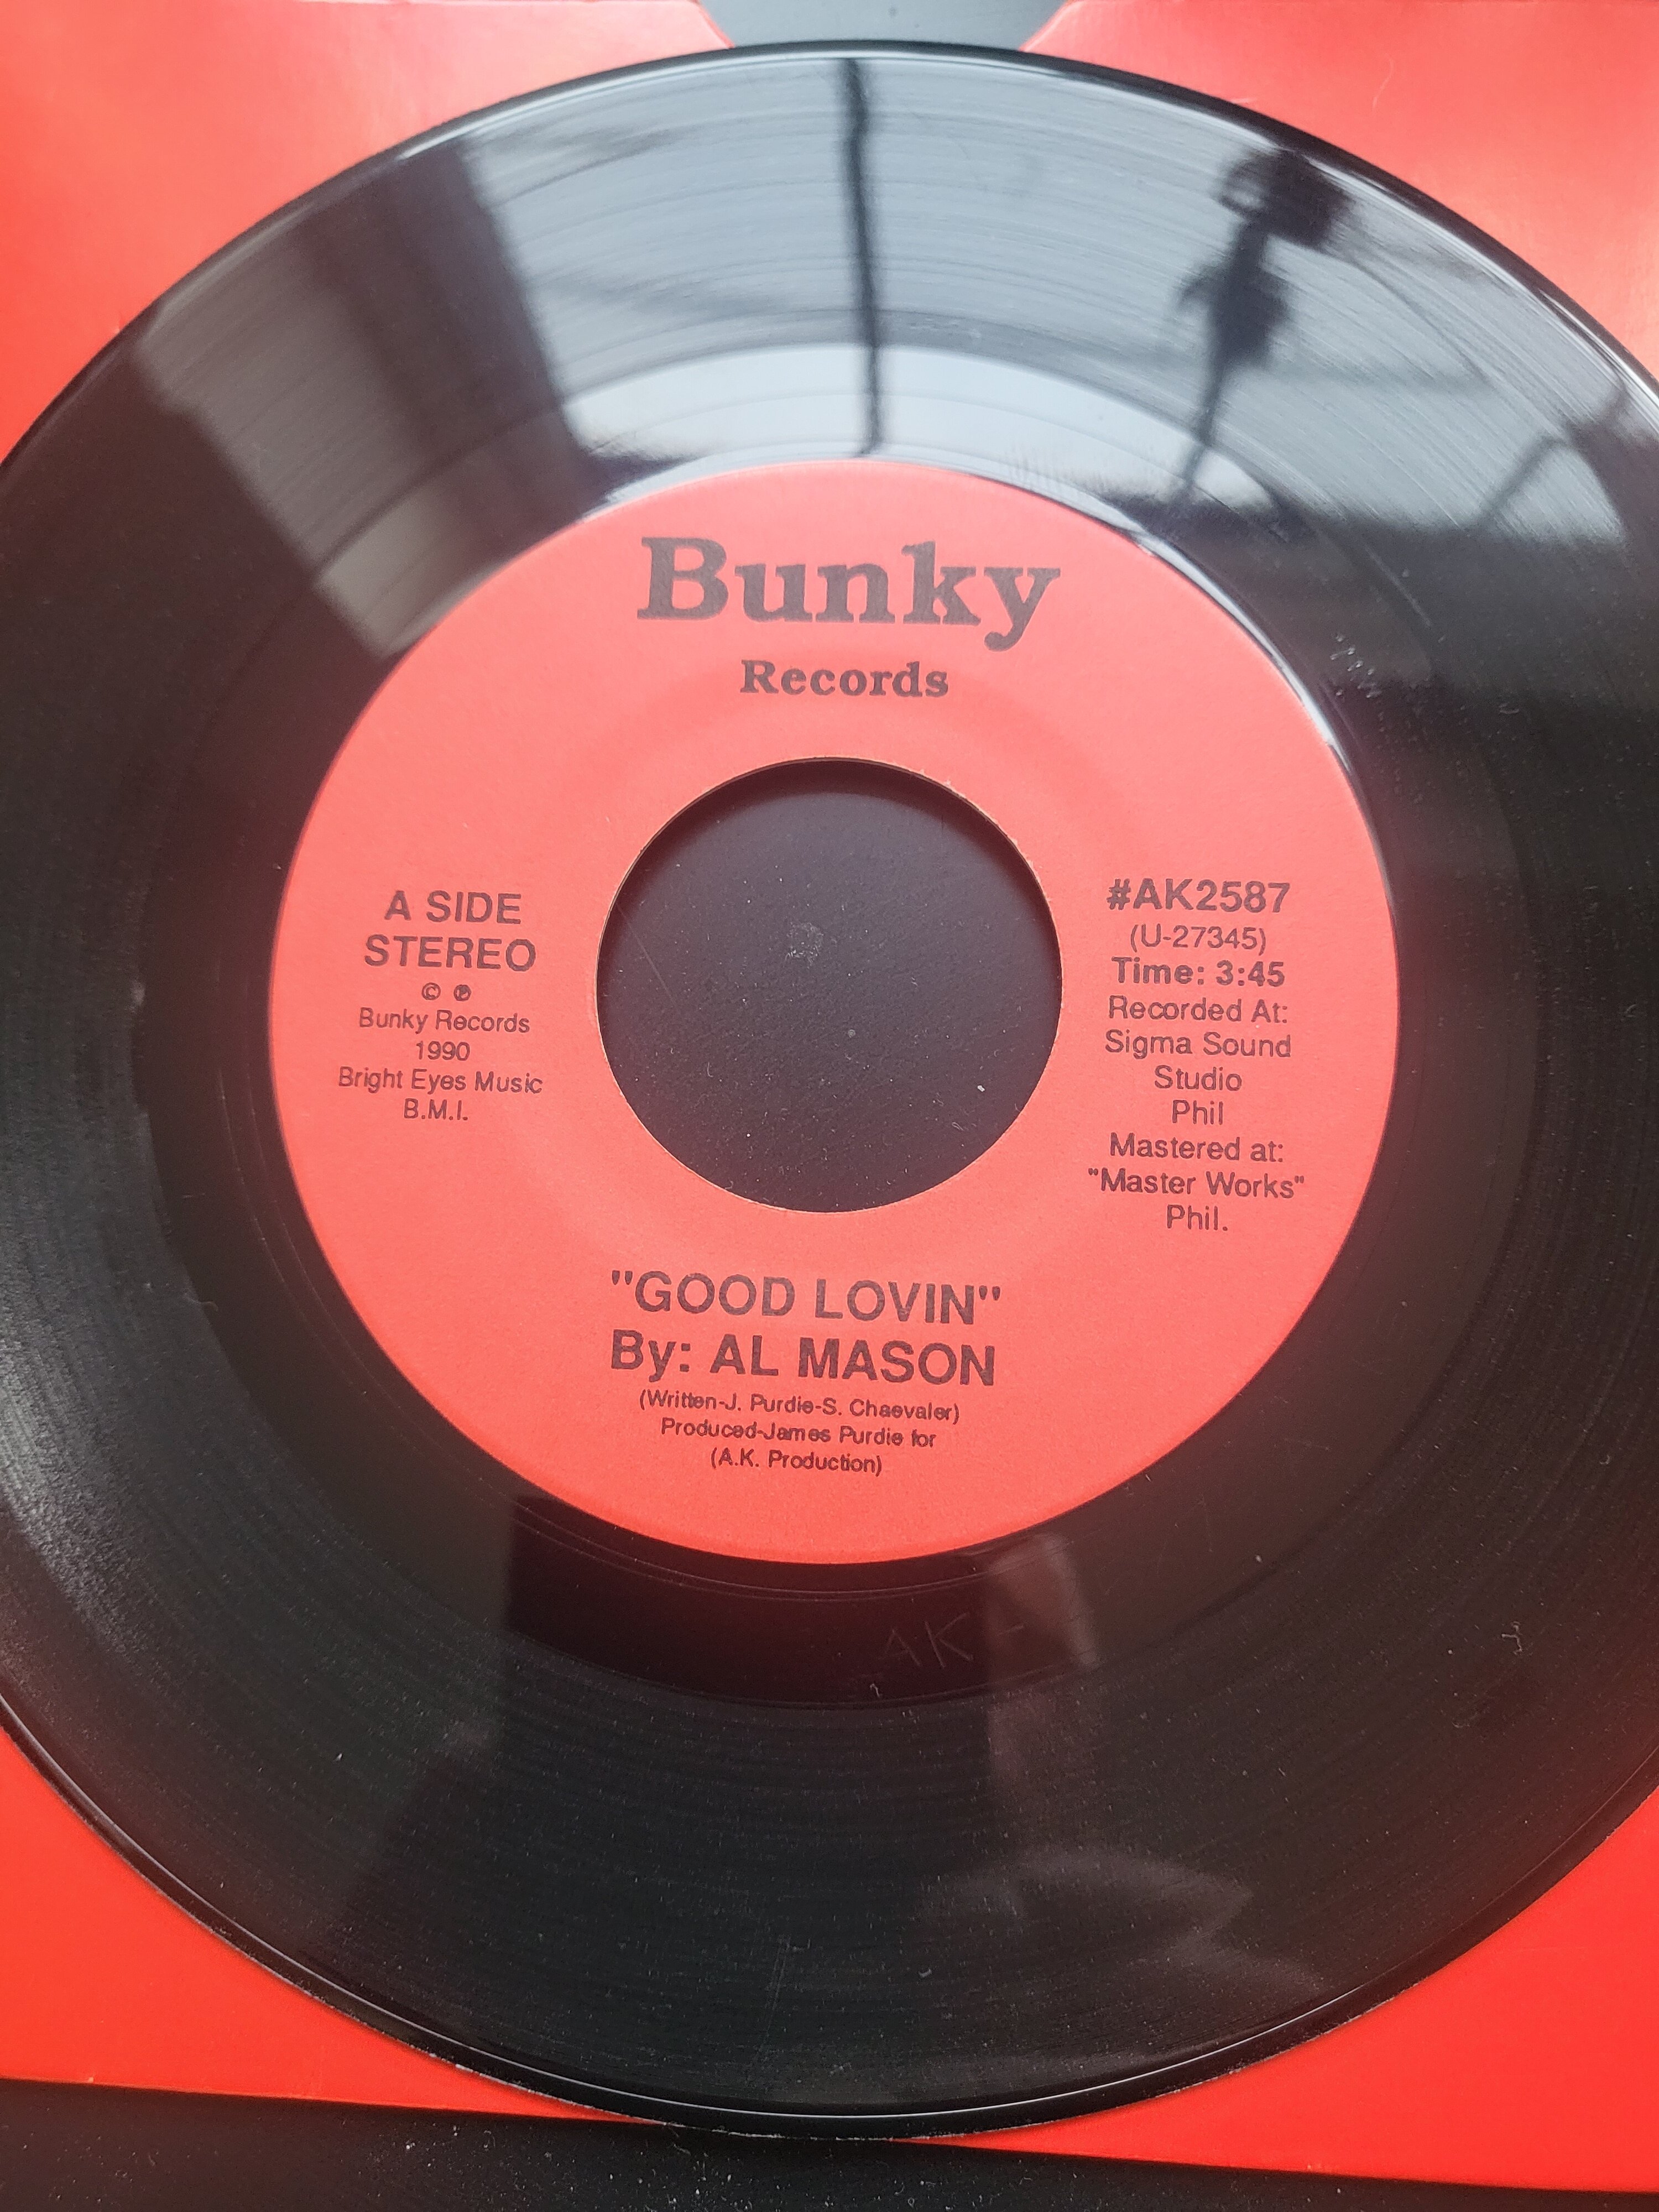 Bunky
Records
A SIDE
STEREO
© ℗
Bunky Records
1990
Bright Eyes Music
B.M.I.
#AK2587
(U-27345)
Time: 3:45
Recorded At:
Sigma Sound
Studio
Phil
Mastered at:
"Master Works"
Phil.
"GOOD LOVIN"
By: AL MASON
(Written-J. Purdie-S. Chaevaler)
Produced-James Purdie for
(A.K. Production)
AK-